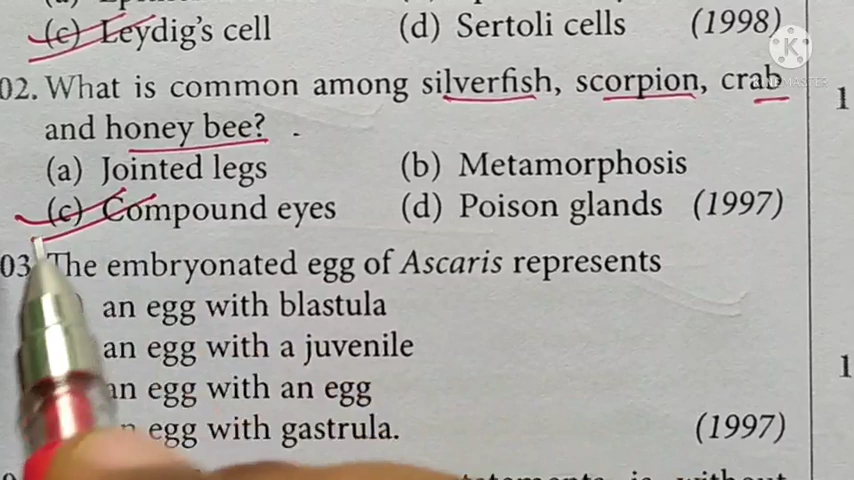 (c) Leydig's cell (d) Sertoli cells (1998)
K
KINEMASTER
02. What is common among silverfish, scorpion, crab
and honey bee?
(a) Jointed legs (b) Metamorphosis
(c) Compound eyes (d) Poison glands (1997)
03. The embryonated egg of Ascaris represents
an egg with blastula
an egg with a juvenile
an egg with an egg
egg with gastrula. (1997)
1
1